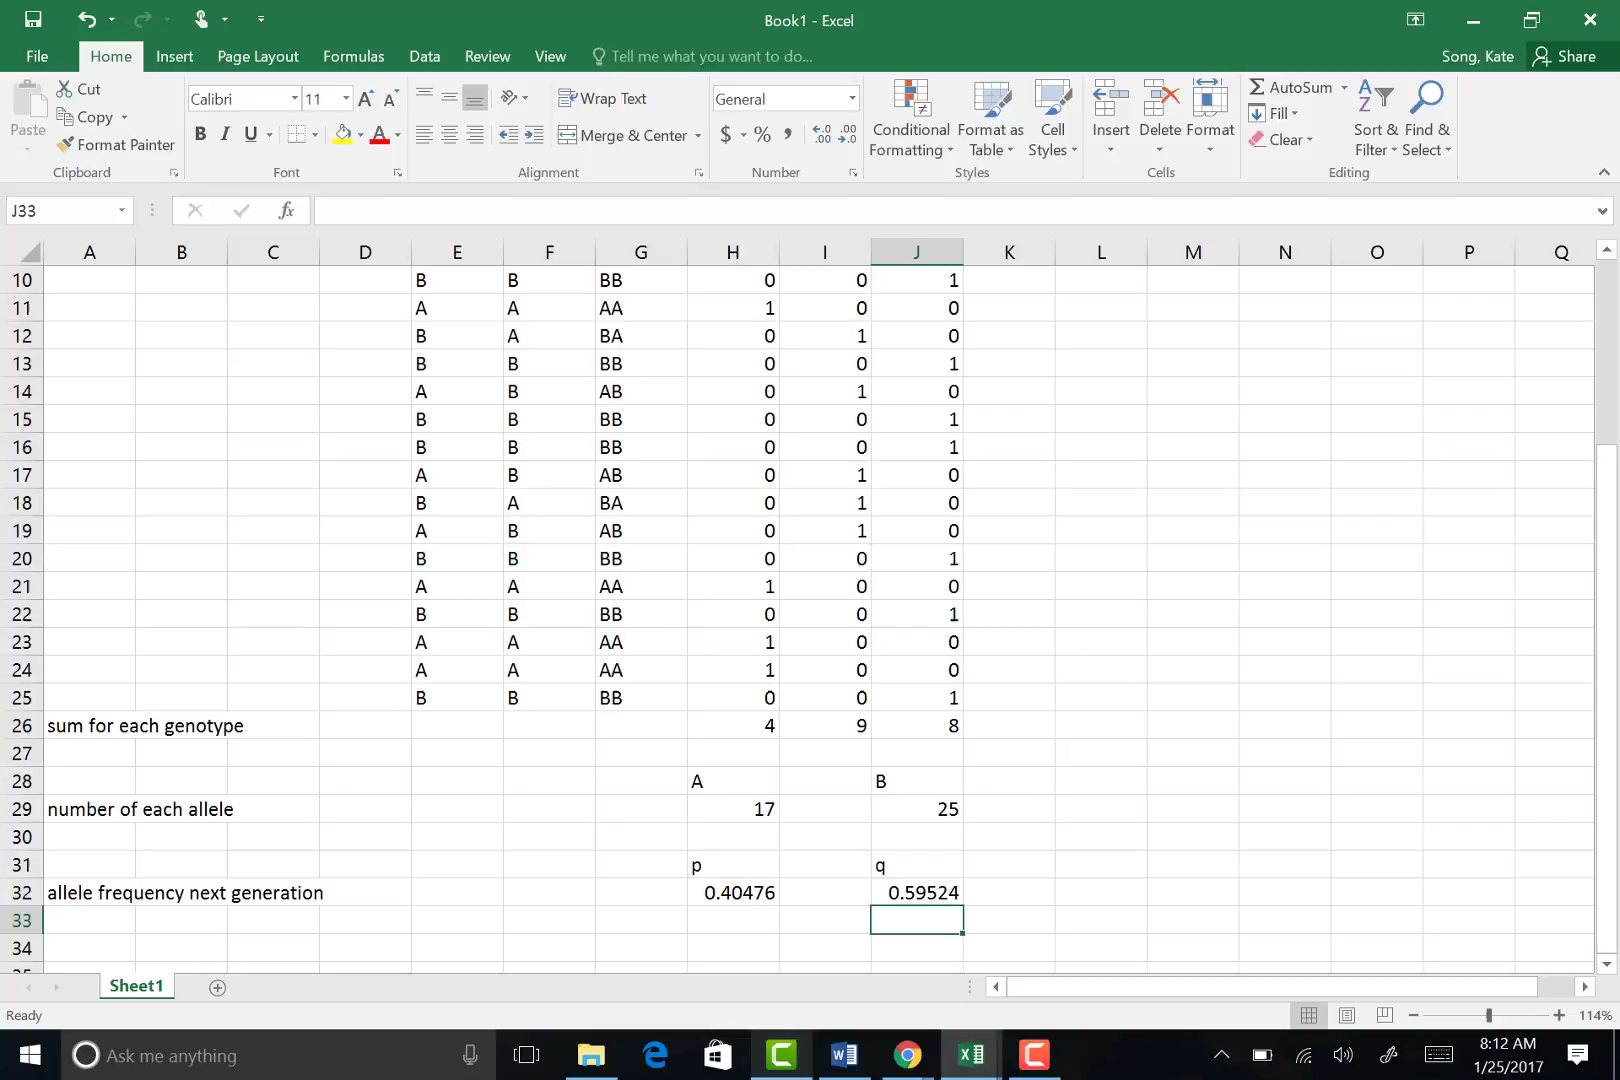 Book1 - Excel
File Home Insert Page Layout Formulas Data Review View Tell me what you want to do... Song, Kate Share
Paste
Cut
Copy
Format Painter
Clipboard
Calibri 11
B I U
Font
Wrap Text
Merge & Center
Alignment
General
$ % ,
Number
Conditional Formatting
Format as Table
Cell Styles
Styles
Insert Delete Format
Cells
AutoSum
Fill
Clear
Sort & Filter
Find & Select
Editing
J33 fx
A B C D E F G H I J K L M N O P Q
10 B B BB 0 0 1
11 A A AA 1 0 0
12 B A BA 0 1 0
13 B B BB 0 0 1
14 A B AB 0 1 0
15 B B BB 0 0 1
16 B B BB 0 0 1
17 A B AB 0 1 0
18 B A BA 0 1 0
19 A B AB 0 1 0
20 B B BB 0 0 1
21 A A AA 1 0 0
22 B B BB 0 0 1
23 A A AA 1 0 0
24 A A AA 1 0 0
25 B B BB 0 0 1
26 sum for each genotype 4 9 8
27
28 A B
29 number of each allele 17 25
30
31 p q
32 allele frequency next generation 0.40476 0.59524
33
34
Sheet1
Ready 114%
Ask me anything 8:12 AM
1/25/2017